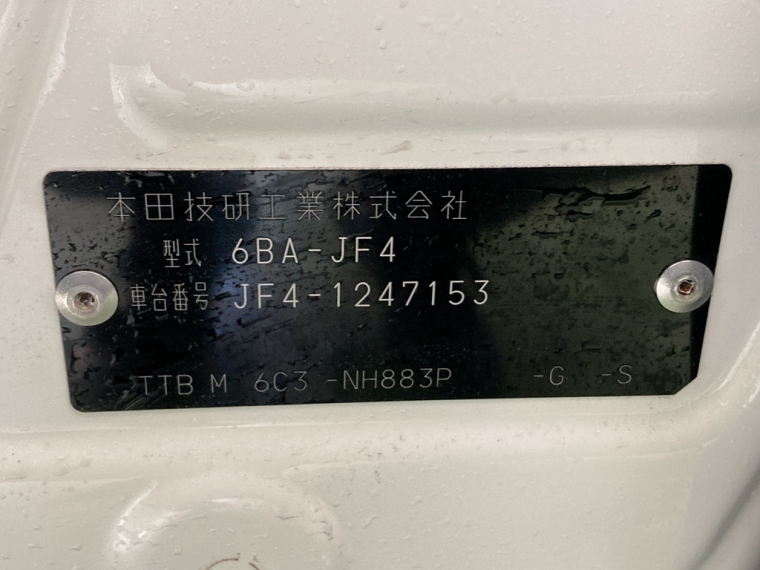 本田技研工業株式会社
型式 6BA-JF4
車台番号 JF4-1247153
TTB M 6C3 -NH883P -G -S